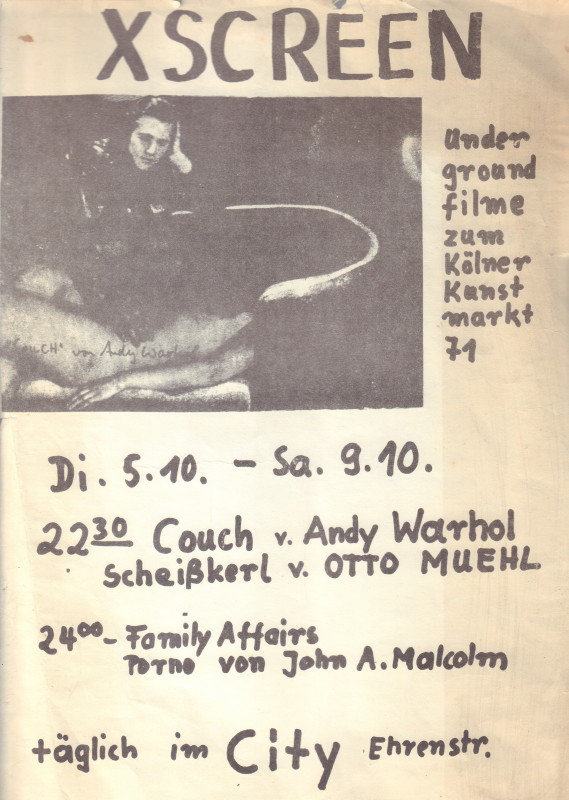 XSCREEN
Under
ground
filme
zum
Kölner
Kunst
markt
71
"COUCH" von Andy Warhol
Di. 5.10. – Sa. 9.10.
22³⁰ Couch v. Andy Warhol
Scheißkerl v. OTTO MUEHL
24⁰⁰ – Family Affairs
Porno von John A. Malcolm
täglich im City Ehrenstr.